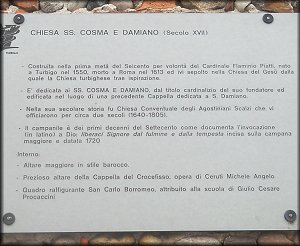 CHIESA SS. COSMA E DAMIANO (Secolo XVII)
- Costruita nella prima metà del Seicento per volontà del Cardinale Flaminio Piatti, nato
a Turbigo nel 1550, morto a Roma nel 1613 ed ivi sepolto nella Chiesa del Gesù dalla
quale la Chiesa turbighese trae ispirazione.
- E' dedicata ai SS. COSMA E DAMIANO, dal titolo cardinalizio del suo fondatore ed
edificata nel luogo di una precedente Cappella dedicata a S. Damiano.
- Nella sua secolare storia fu Chiesa Conventuale degli Agostiniani Scalzi che vi
officiarono per circa due secoli (1640-1805).
- Il campanile è dei primi decenni del Settecento come documenta l'invocazione
(in latino) a Dio liberaci Signore dal fulmine e dalla tempesta incisa sulla campana
maggiore e datata 1720
Interno:
- Altare maggiore in stile barocco.
- Prezioso altare della Cappella del Crocefisso, opera di Ceruti Michele Angelo
- Quadro raffigurante San Carlo Borromeo, attribuito alla scuola di Giulio Cesare
Procaccini